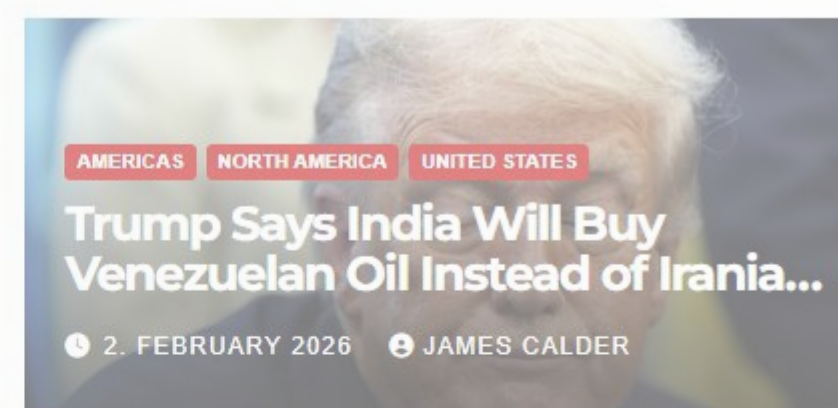 AMERICAS NORTH AMERICA UNITED STATES
Trump Says India Will Buy
Venezuelan Oil Instead of Irania...
2. FEBRUARY 2026 JAMES CALDER